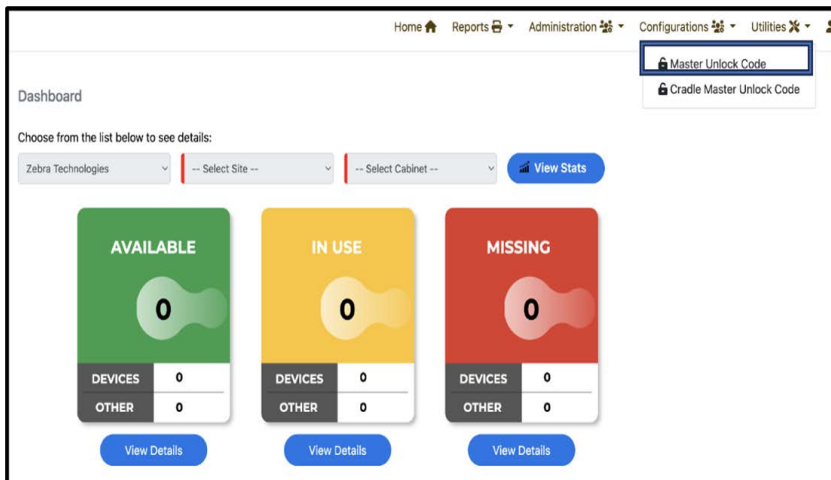 Home Reports Administration Configurations Utilities
Master Unlock Code
Cradle Master Unlock Code
Dashboard
Choose from the list below to see details:
Zebra Technologies -- Select Site -- -- Select Cabinet -- View Stats
AVAILABLE IN USE MISSING
0 0 0
DEVICES 0 DEVICES 0 DEVICES 0
OTHER 0 OTHER 0 OTHER 0
View Details View Details View Details